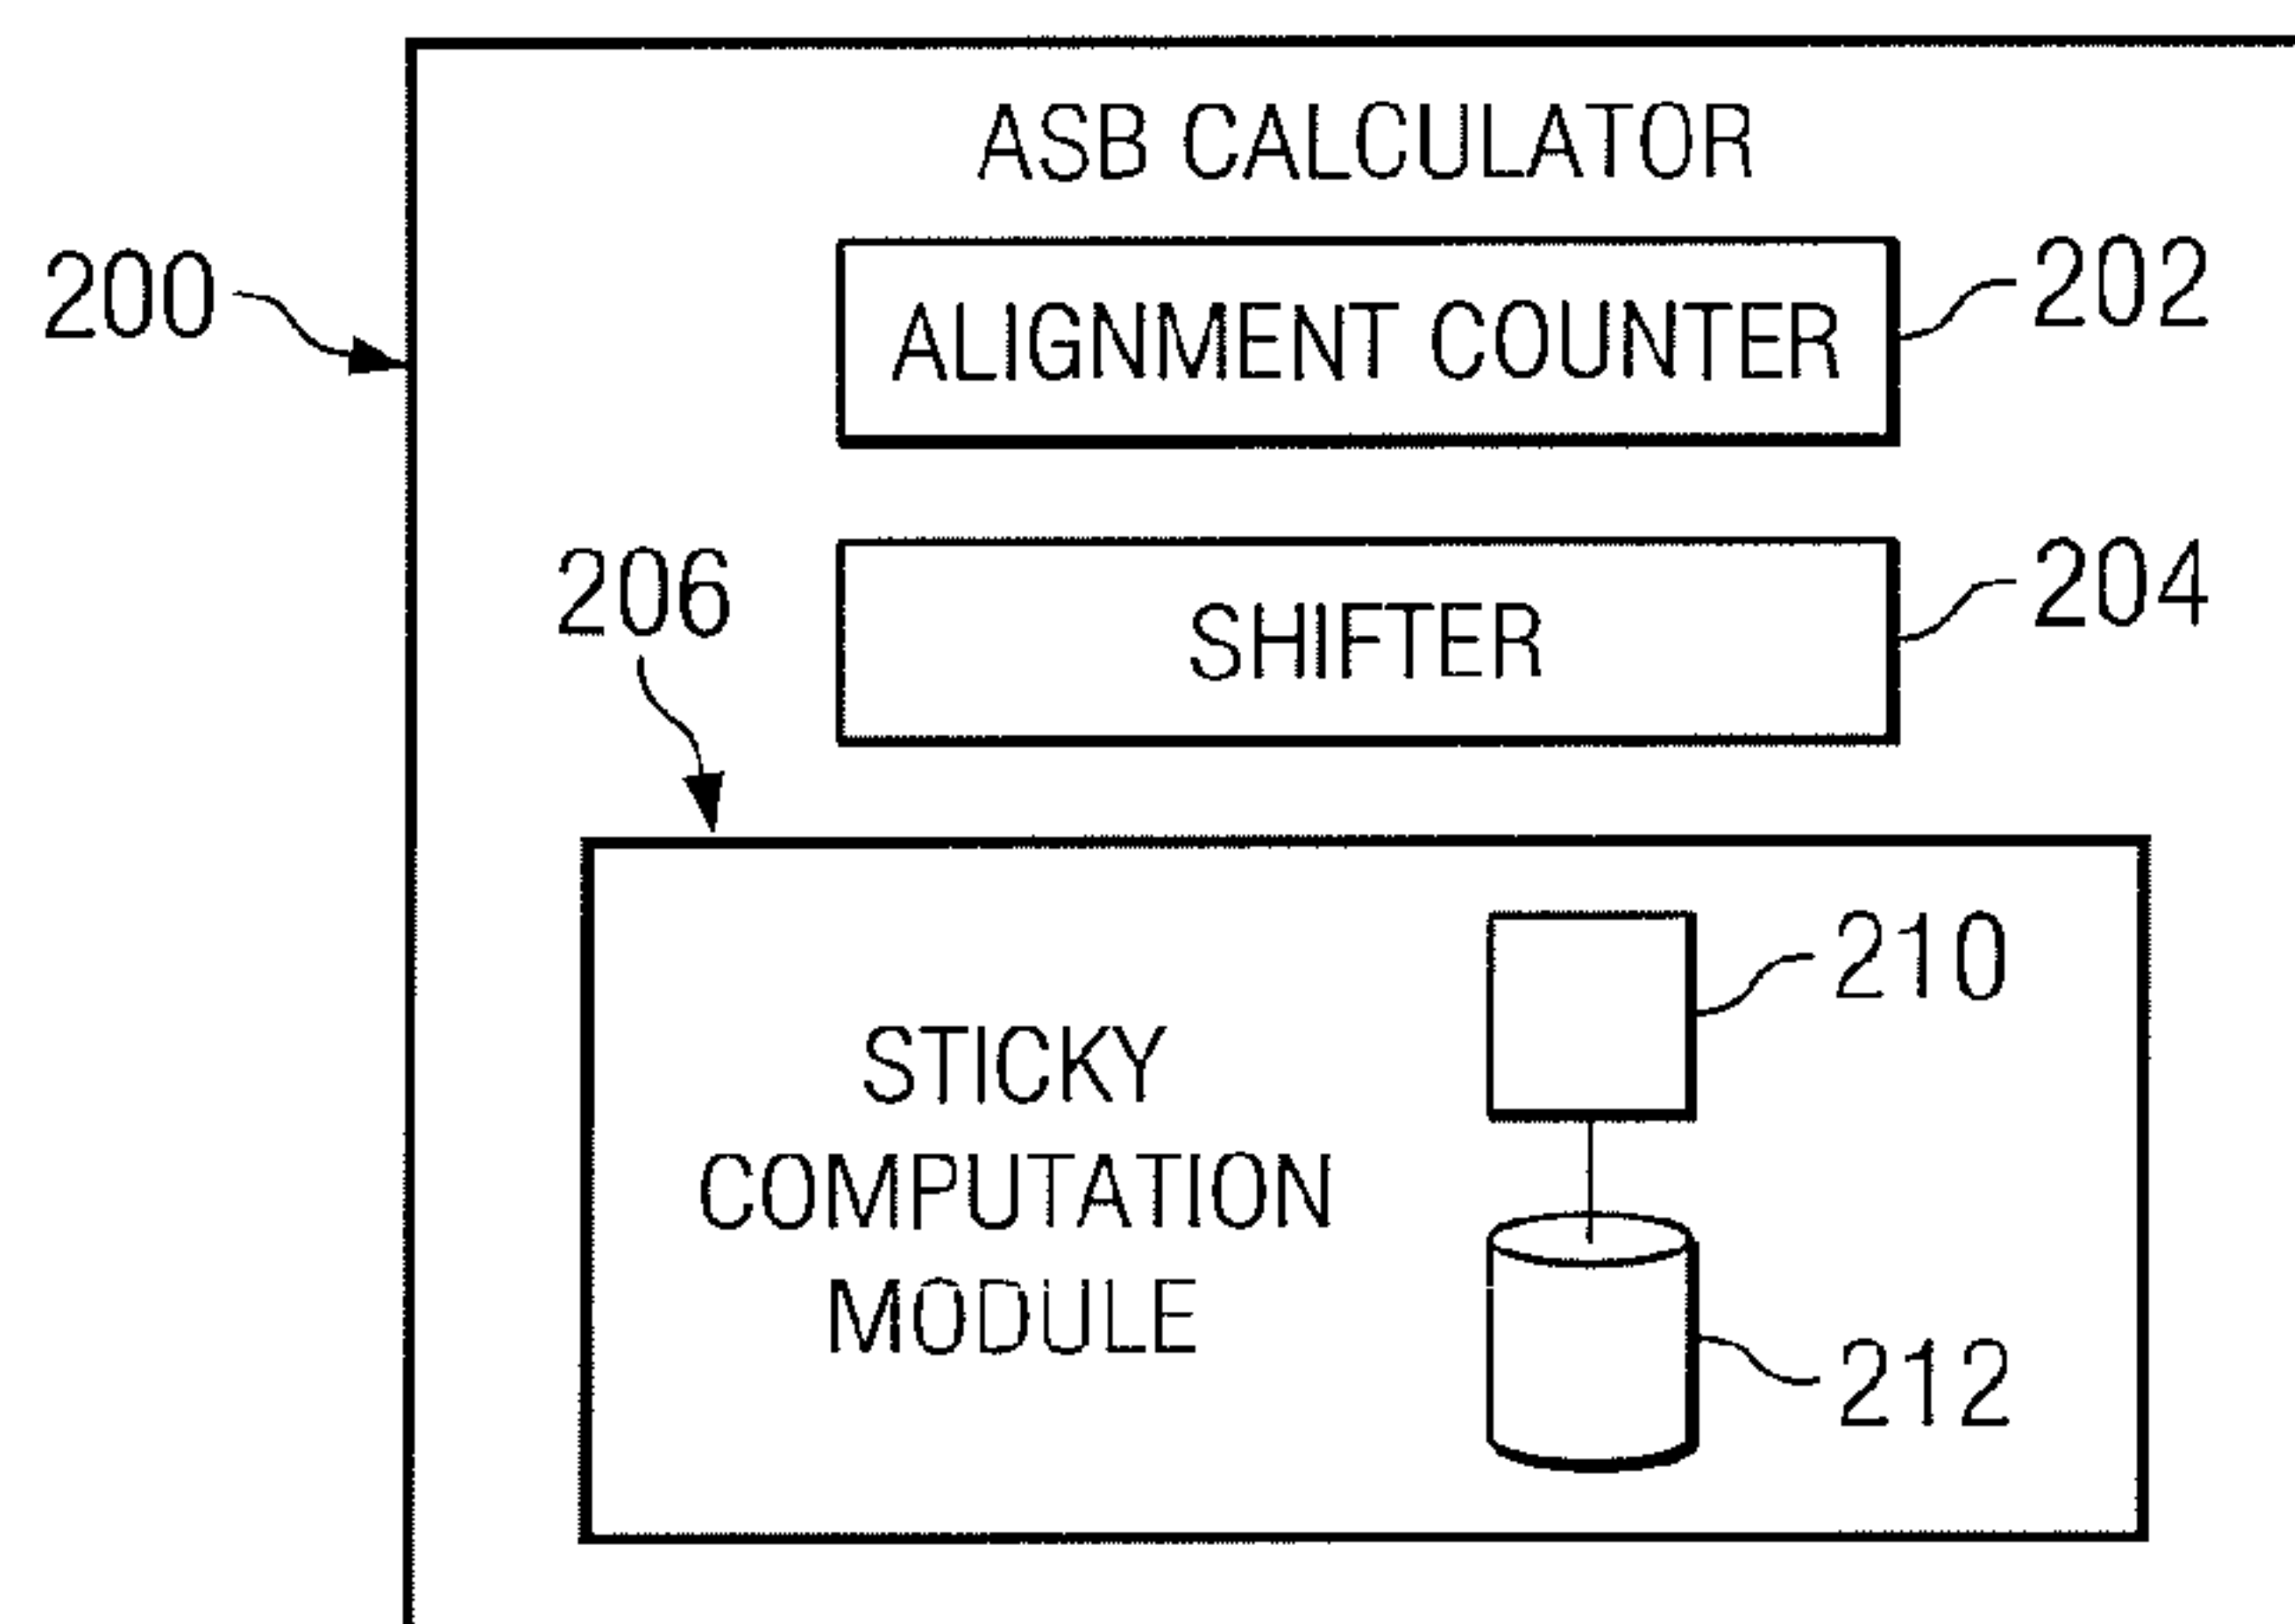 ASB CALCULATOR
200
ALIGNMENT COUNTER
202
206
SHIFTER
204
STICKY
COMPUTATION
MODULE
210
212